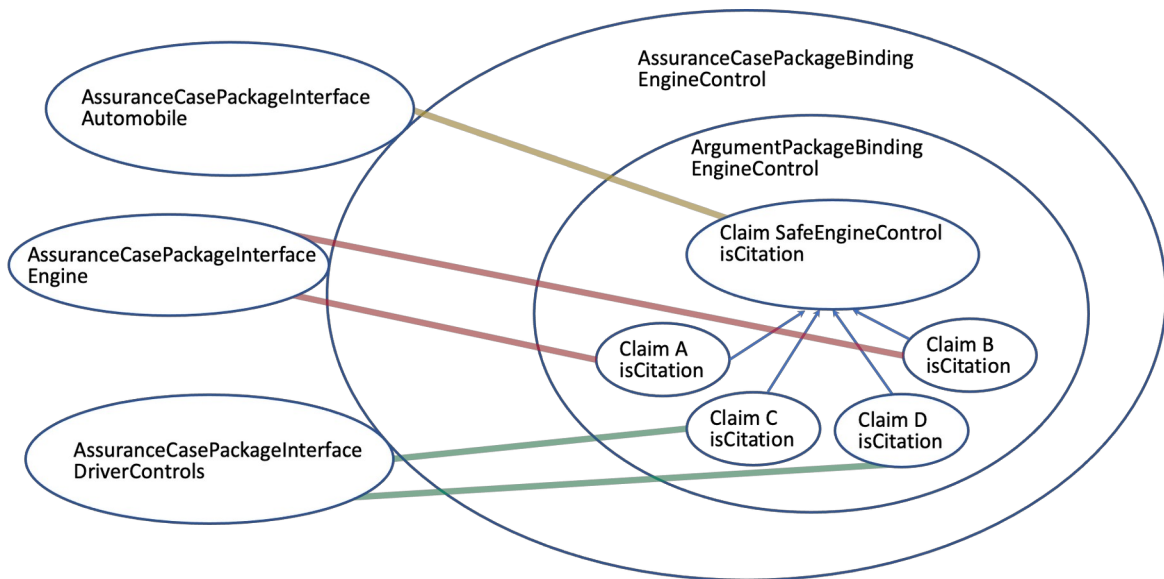 AssuranceCasePackageBinding
EngineControl
AssuranceCasePackageInterface
Automobile
ArgumentPackageBinding
EngineControl
Claim SafeEngineControl
isCitation
AssuranceCasePackageInterface
Engine
Claim A
isCitation
Claim B
isCitation
Claim C
isCitation
Claim D
isCitation
AssuranceCasePackageInterface
DriverControls